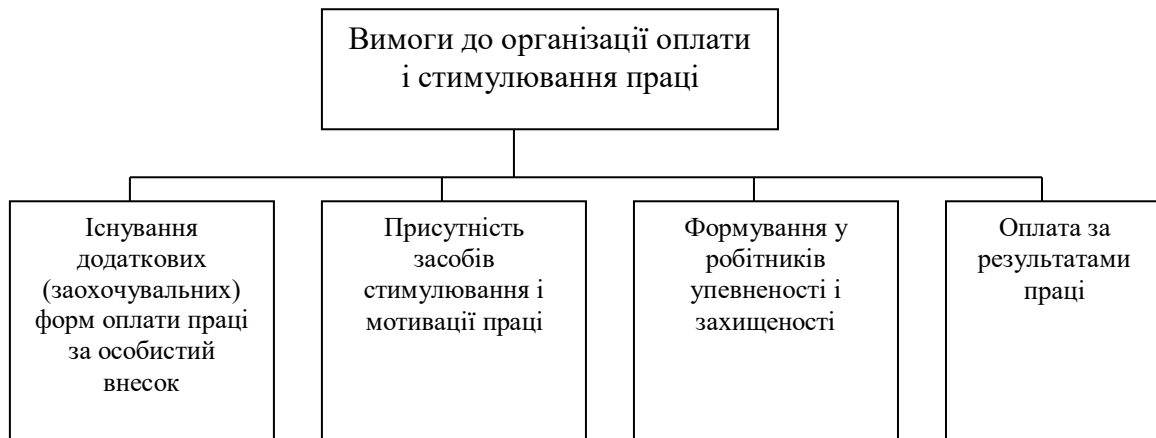 Вимоги до організації оплати
і стимулювання праці
Існування
додаткових
(заохочувальних)
форм оплати праці
за особистий
внесок
Присутність
засобів
стимулювання і
мотивації праці
Формування у
робітників
упевненості і
захищеності
Оплата за
результатами
праці